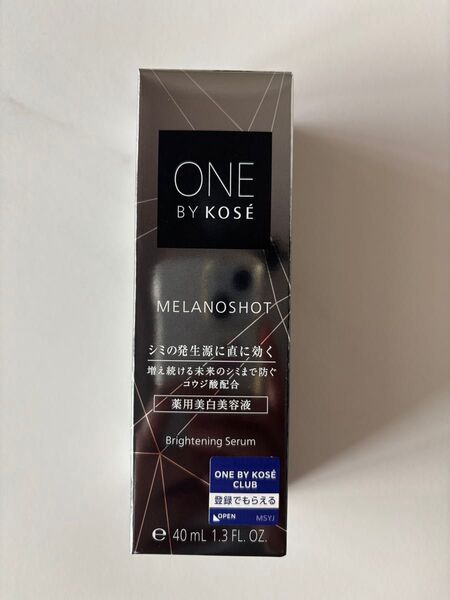 ONE
BY KOSÉ
MELANOSHOT
シミの発生源に直に効く
増え続ける未来のシミまで防ぐ
コウジ酸配合
薬用美白美容液
Brightening Serum
ONE BY KOSÉ
CLUB
登録でもらえる
OPEN MSYJ
℮ 40 mL 1.3 FL. OZ.